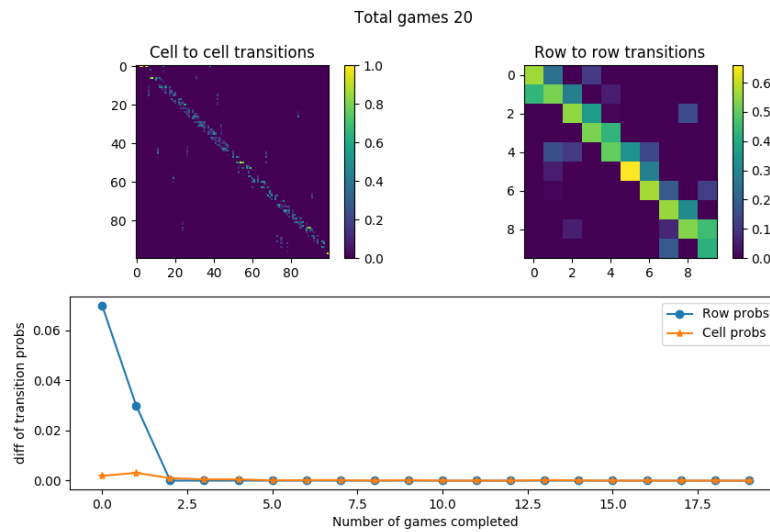 Total games 20
Cell to cell transitions
Row to row transitions
0
20
40
60
80
0 20 40 60 80
1.0
0.8
0.6
0.4
0.2
0.0
0
2
4
6
8
0 2 4 6 8
0.6
0.5
0.4
0.3
0.2
0.1
0.0
diff of transition probs
0.06
0.04
0.02
0.00
Row probs
Cell probs
0.0 2.5 5.0 7.5 10.0 12.5 15.0 17.5
Number of games completed